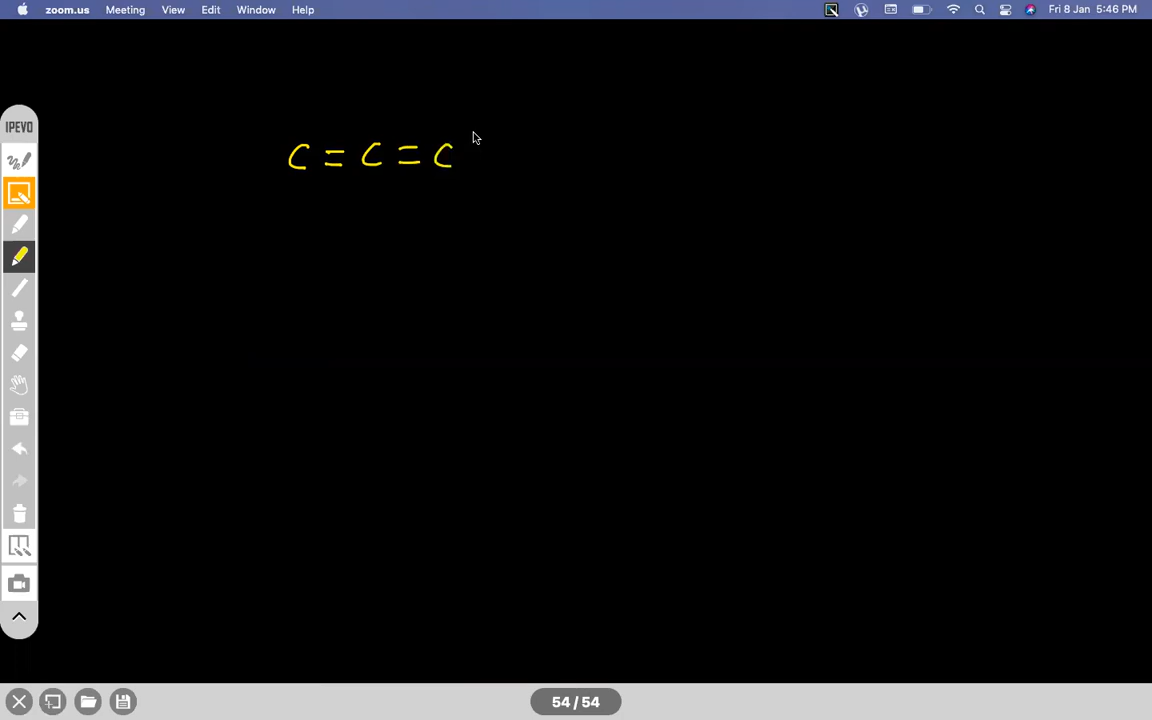 zoom.us Meeting View Edit Window Help Fri 8 Jan 5:46 PM
IPEVO
C = C = C
54 / 54